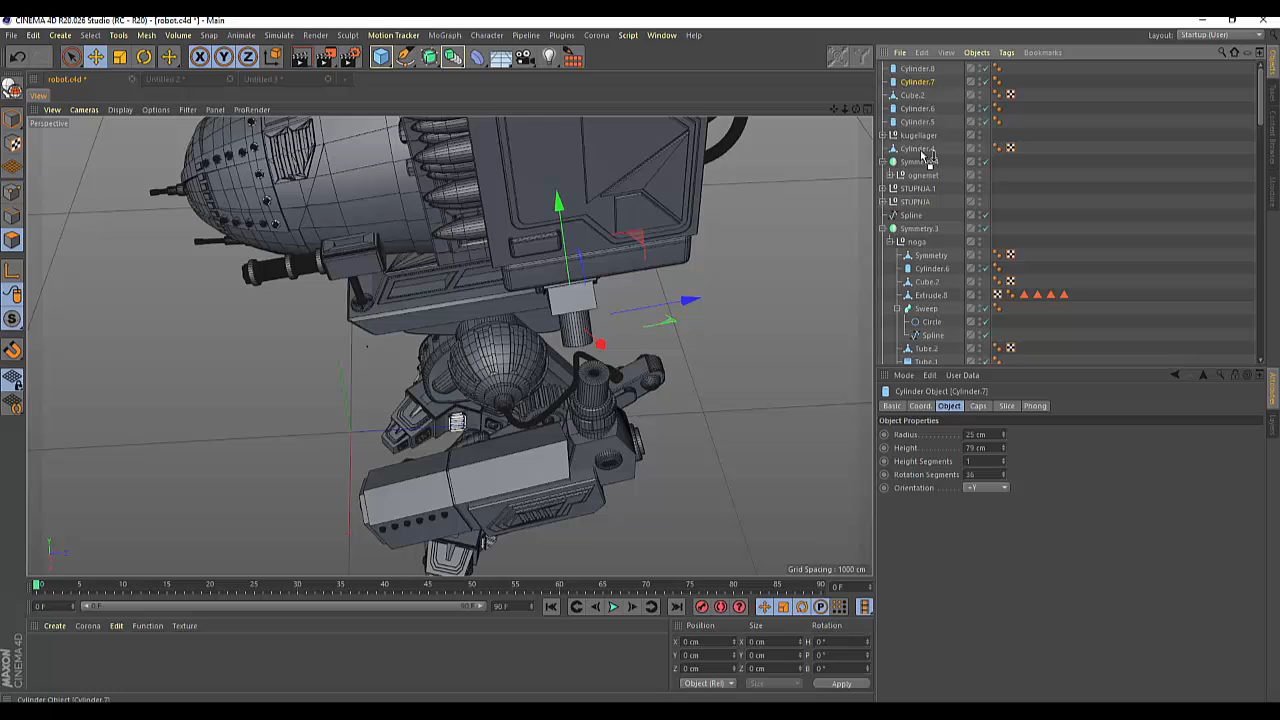 CINEMA 4D R20.026 Studio (RC - R20) - [robot.c4d *] - Main
File Edit Create Select Tools Mesh Volume Snap Animate Simulate Render Sculpt Motion Tracker MoGraph Character Pipeline Plugins Corona Script Window Help
Layout: Startup (User)
File Edit View Objects Tags Bookmarks
robot.c4d * Untitled 2 * Untitled 3 *
View
View Cameras Display Options Filter Panel ProRender
Perspective
Cylinder.8
Cylinder.7
Cube.2
Cylinder.6
Cylinder.5
kugellager
Cylinder.4
ognemet
STUPNJA.1
STUPNJA
Spline
Symmetry.3
noga
Symmetry
Cylinder.6
Cube.2
Extrude.8
Sweep
Circle
Spline
Tube.2
Tube.1
Mode Edit User Data
Cylinder Object [Cylinder.7]
Basic Coord. Object Caps Slice Phong
Object Properties
Radius 25 cm
Height 79 cm
Height Segments 1
Rotation Segments 36
Orientation +Y
Grid Spacing : 1000 cm
0 5 10 15 20 25 30 35 40 45 50 55 60 65 70 75 80 85 90 0 F
0 F 0 F 90 F 90 F
Create Corona Edit Function Texture
Position Size Rotation
X 0 cm X 0 cm H 0 °
Y 0 cm Y 0 cm P 0 °
Z 0 cm Z 0 cm B 0 °
Object (Rel) Size Apply
MAXON CINEMA 4D
Cylinder Object [Cylinder.7]